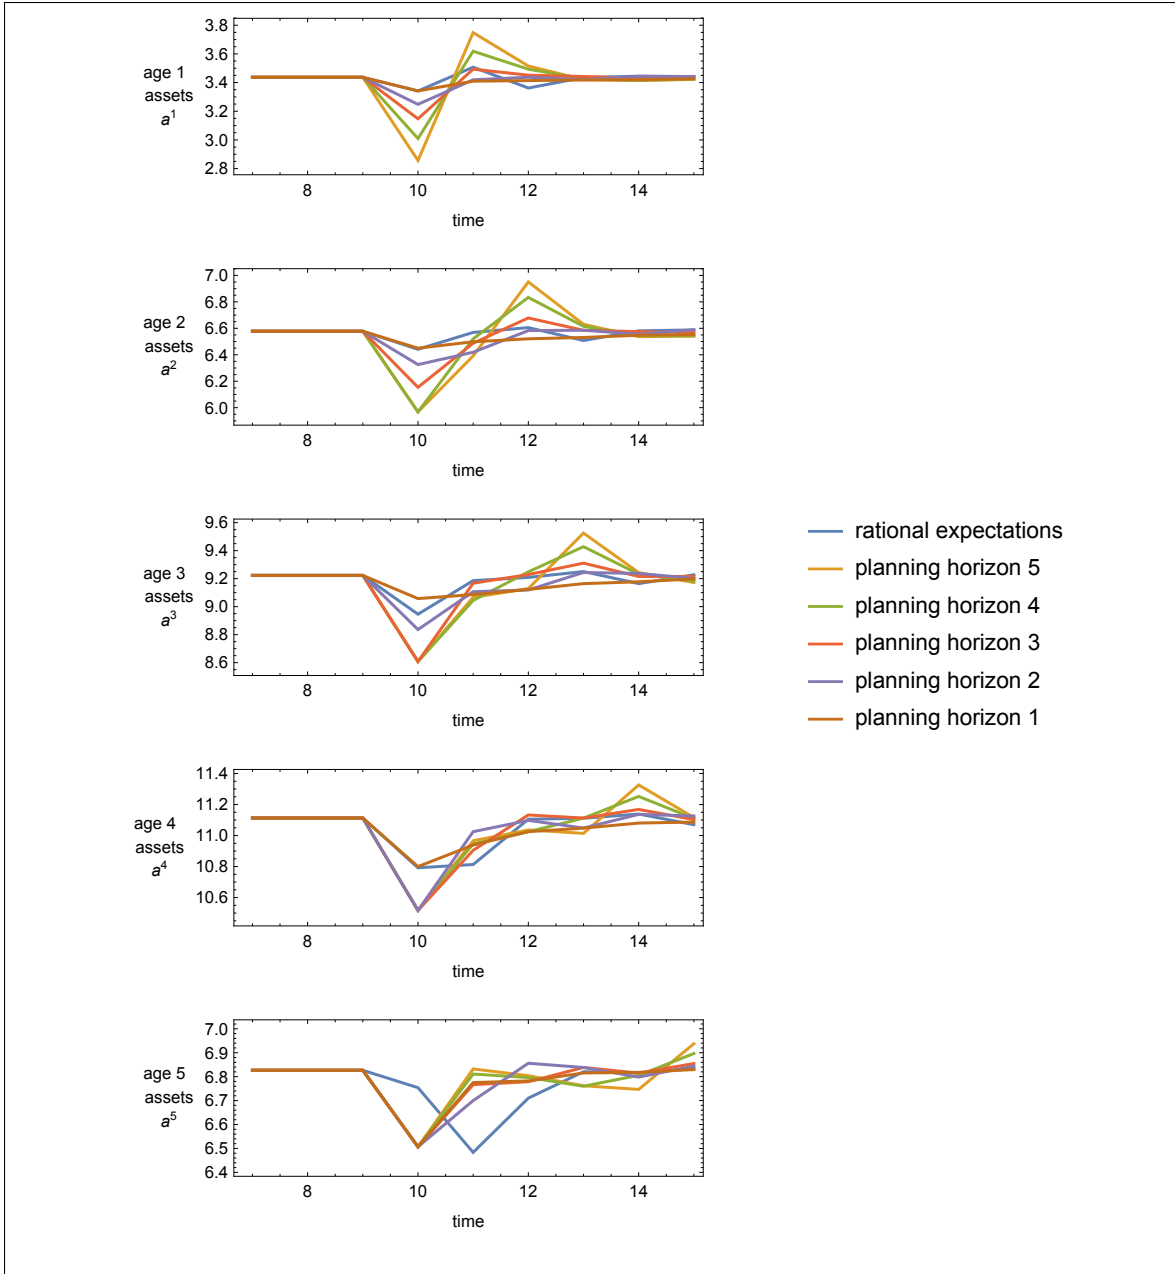 3.8
3.6
3.4
3.2
3.0
2.8
age 1
assets
a¹
8 10 12 14
time
7.0
6.8
6.6
6.4
6.2
6.0
age 2
assets
a²
8 10 12 14
time
9.6
9.4
9.2
9.0
8.8
8.6
age 3
assets
a³
8 10 12 14
time
rational expectations
planning horizon 5
planning horizon 4
planning horizon 3
planning horizon 2
planning horizon 1
11.4
11.2
11.0
10.8
10.6
age 4
assets
a⁴
8 10 12 14
time
7.0
6.9
6.8
6.7
6.6
6.5
6.4
age 5
assets
a⁵
8 10 12 14
time